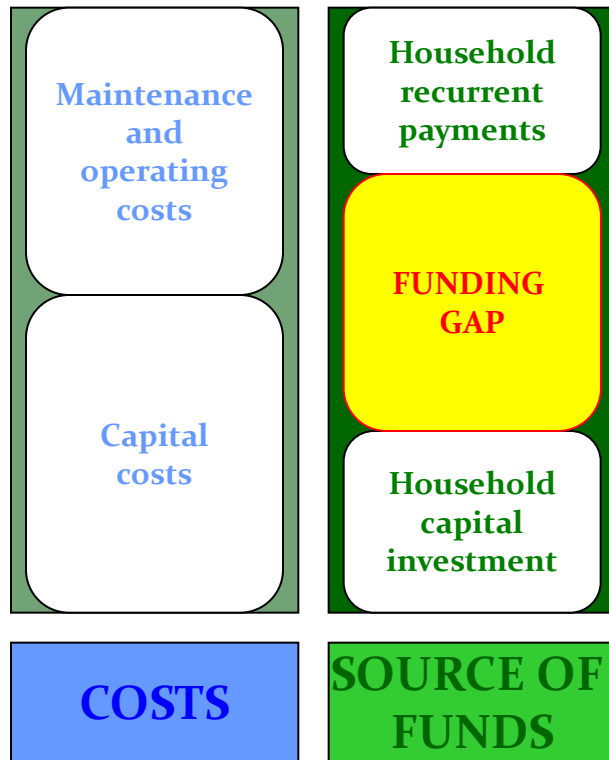 Maintenance
and
operating
costs
Capital
costs
COSTS
Household
recurrent
payments
FUNDING
GAP
Household
capital
investment
SOURCE OF
FUNDS